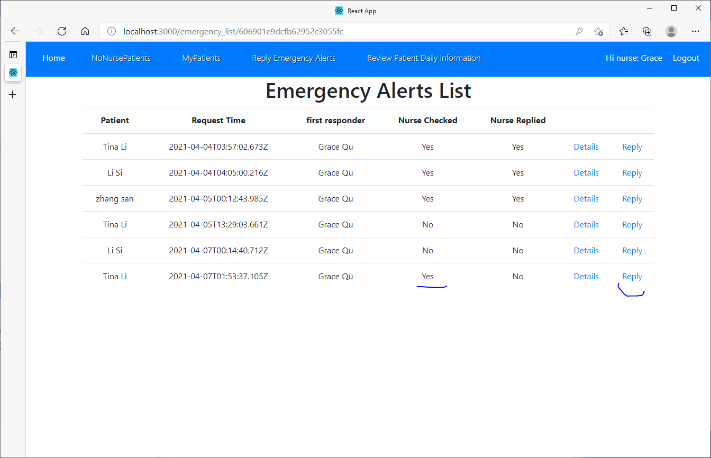 React App
localhost:3000/emergency_list/606901e9dcfb62952c3055fc
Home NoNursePatients MyPatients Reply Emergency Alerts Review Patient Daily information Hi nurse: Grace Logout
Emergency Alerts List
Patient Request Time first responder Nurse Checked Nurse Replied
Tina Li 2021-04-04T03:57:02.673Z Grace Qu Yes Yes Details Reply
Li Si 2021-04-04T04:05:00.216Z Grace Qu Yes Yes Details Reply
zhang san 2021-04-05T00:12:43.985Z Grace Qu Yes Yes Details Reply
Tina Li 2021-04-05T13:29:03.661Z Grace Qu No No Details Reply
Li Si 2021-04-07T00:14:40.712Z Grace Qu No No Details Reply
Tina Li 2021-04-07T01:53:37.105Z Grace Qu Yes No Details Reply